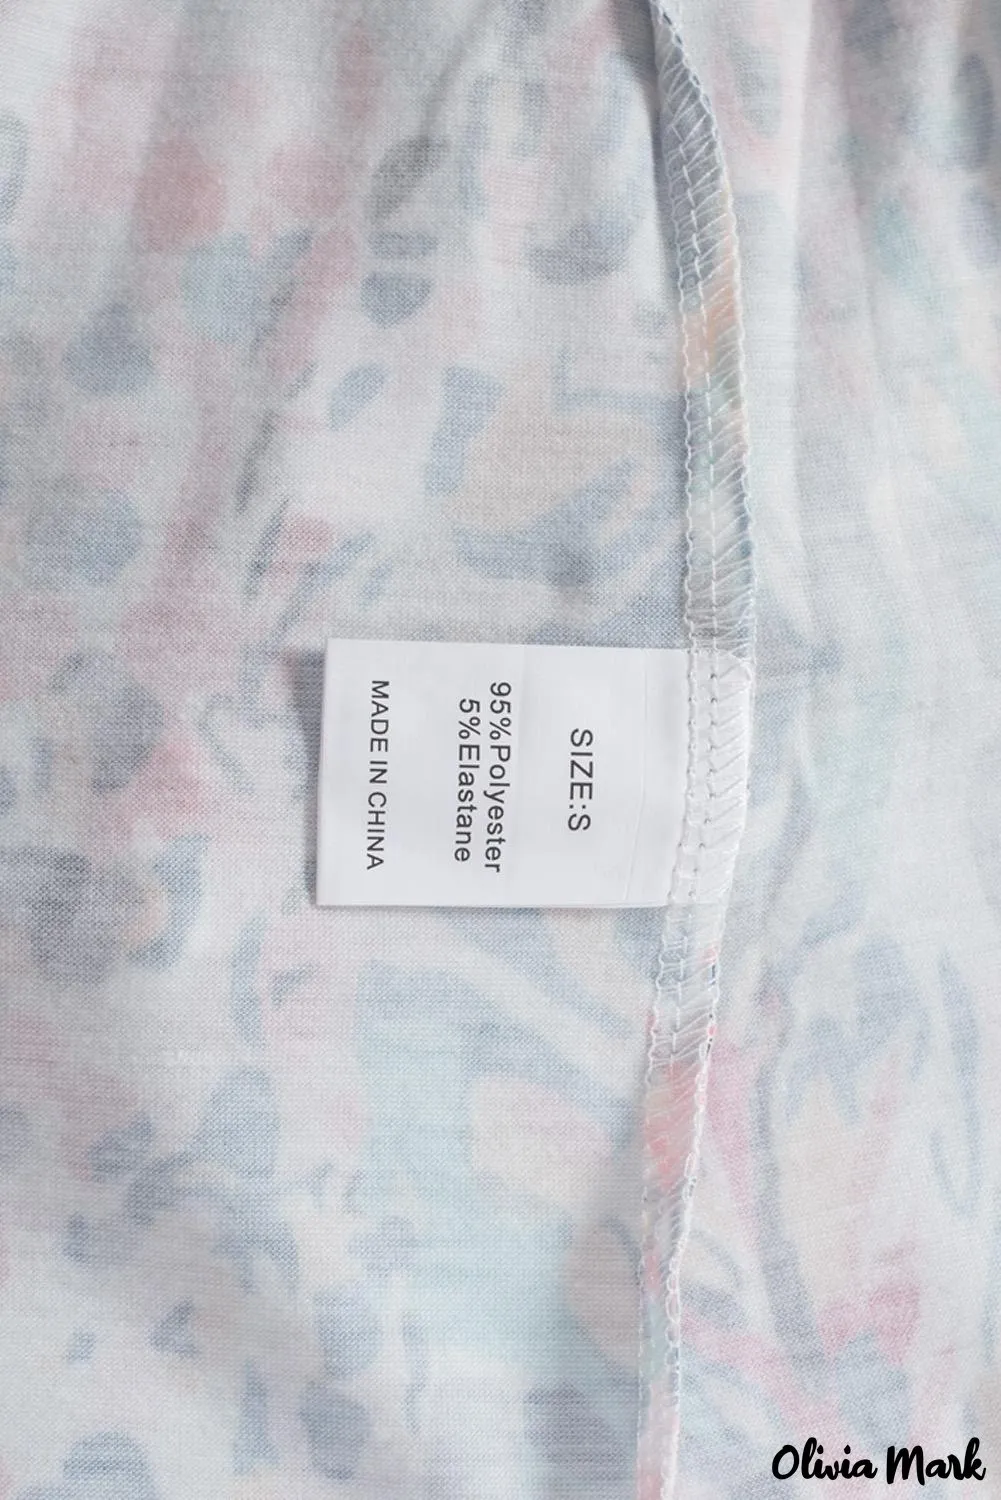 SIZE:S
95%Polyester
5%Elastane
MADE IN CHINA
Olivia Mark